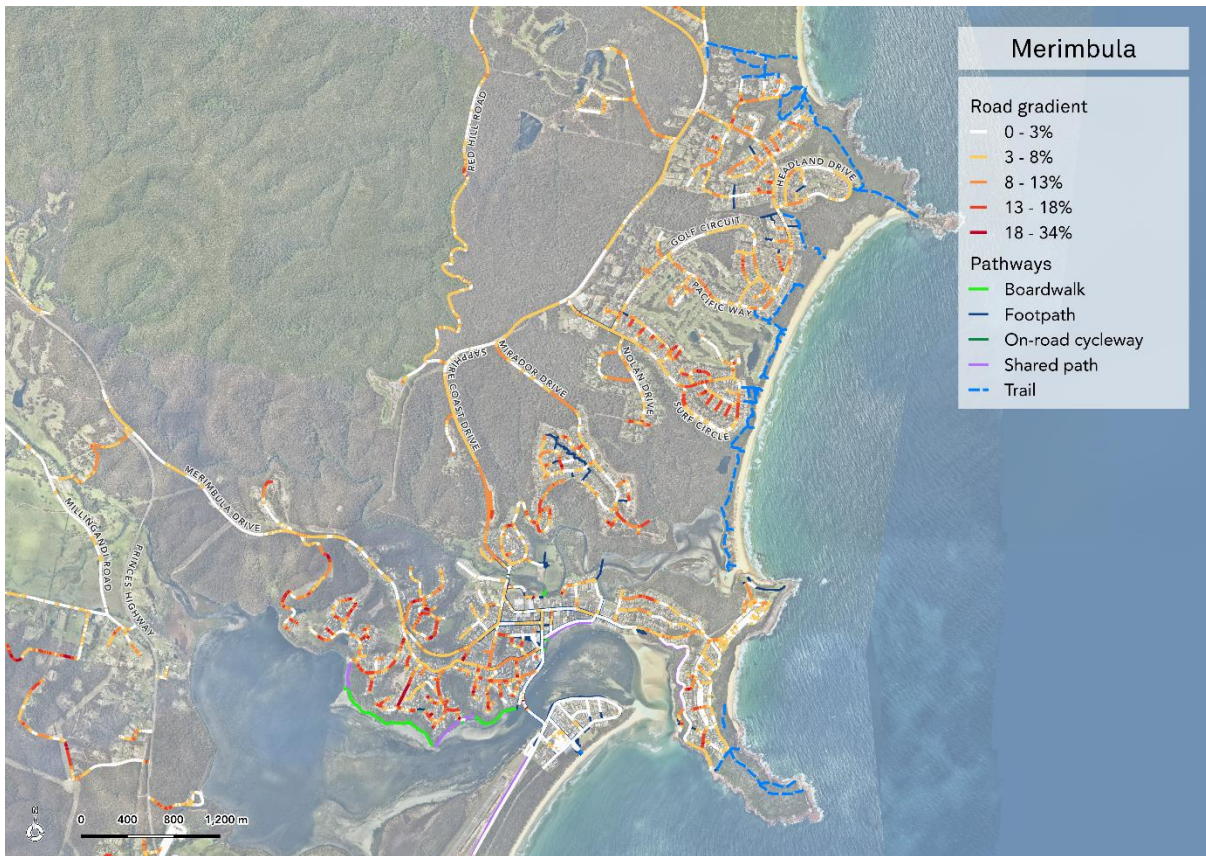 Merimbula
Road gradient
0 - 3%
3 - 8%
8 - 13%
13 - 18%
18 - 34%
Pathways
Boardwalk
Footpath
On-road cycleway
Shared path
Trail
RED HILL ROAD
HEADLAND DRIVE
GOLF CIRCUIT
PACIFIC WAY
SAPPHIRE COAST DRIVE
MIRADOR DRIVE
NOLAN DRIVE
SURF CIRCLE
MERIMBULA DRIVE
MILLINGANDI ROAD
PRINCES HIGHWAY
N
0 400 800 1,200 m